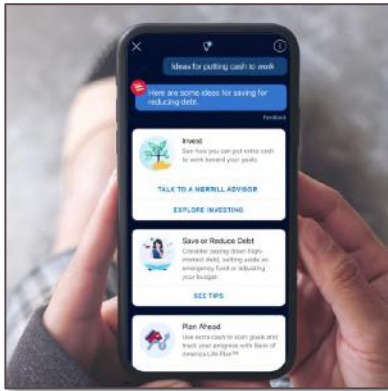 Ideas for putting cash to work
Here are some ideas for saving for
reducing debt.
Feedback
Invest
See how you can put extra cash
to work toward your goals.
TALK TO A MERRILL ADVISOR
EXPLORE INVESTING
Save or Reduce Debt
Consider paying down high-
interest debt, setting aside an
emergency fund or adjusting
your budget.
SEE TIPS
Plan Ahead
Use extra cash to start goals and
track your progress with Bank of
America Life Plan™